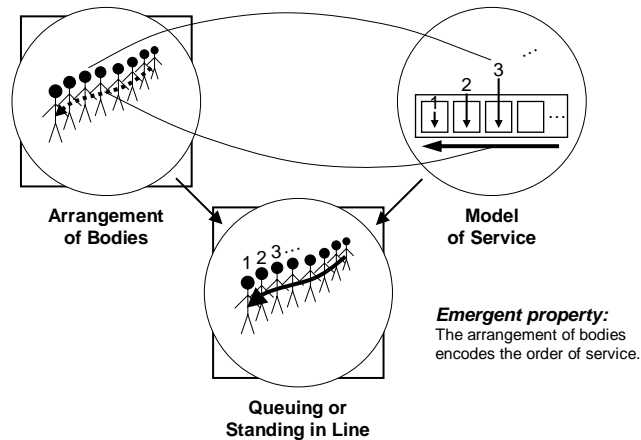 ...
3
2
1
...
Arrangement
of Bodies
Model
of Service
1 2 3...
Emergent property:
The arrangement of bodies
encodes the order of service.
Queuing or
Standing in Line